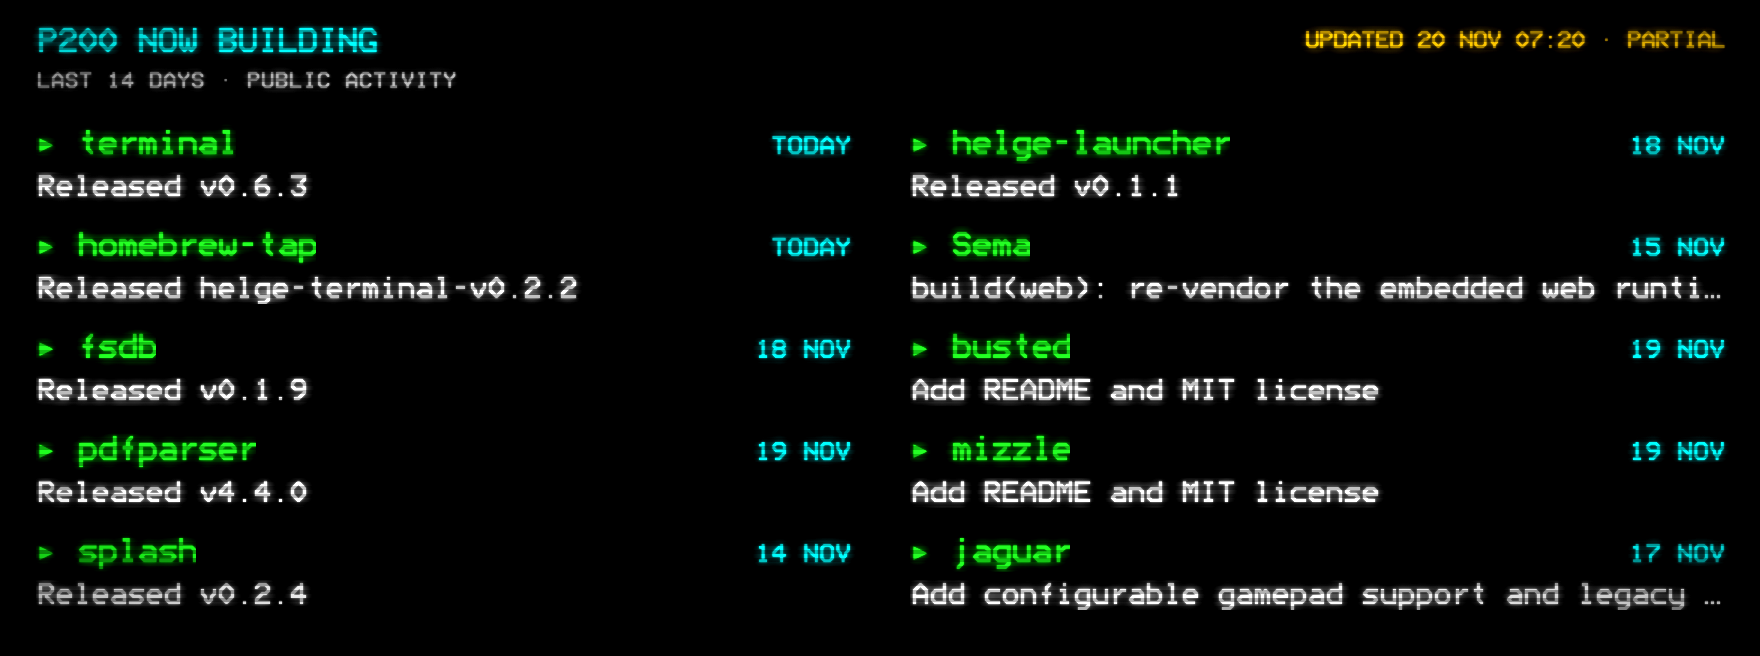 P200 NOW BUILDING
UPDATED 20 NOV 07:20 · PARTIAL
LAST 14 DAYS · PUBLIC ACTIVITY
► terminal TODAY
Released v0.6.3
► homebrew-tap TODAY
Released helge-terminal-v0.2.2
► fsdb 18 NOV
Released v0.1.9
► pdfparser 19 NOV
Released v4.4.0
► splash 14 NOV
Released v0.2.4
► helge-launcher 18 NOV
Released v0.1.1
► Sema 15 NOV
build(web): re-vendor the embedded web runti…
► busted 19 NOV
Add README and MIT license
► mizzle 19 NOV
Add README and MIT license
► jaguar 17 NOV
Add configurable gamepad support and legacy …